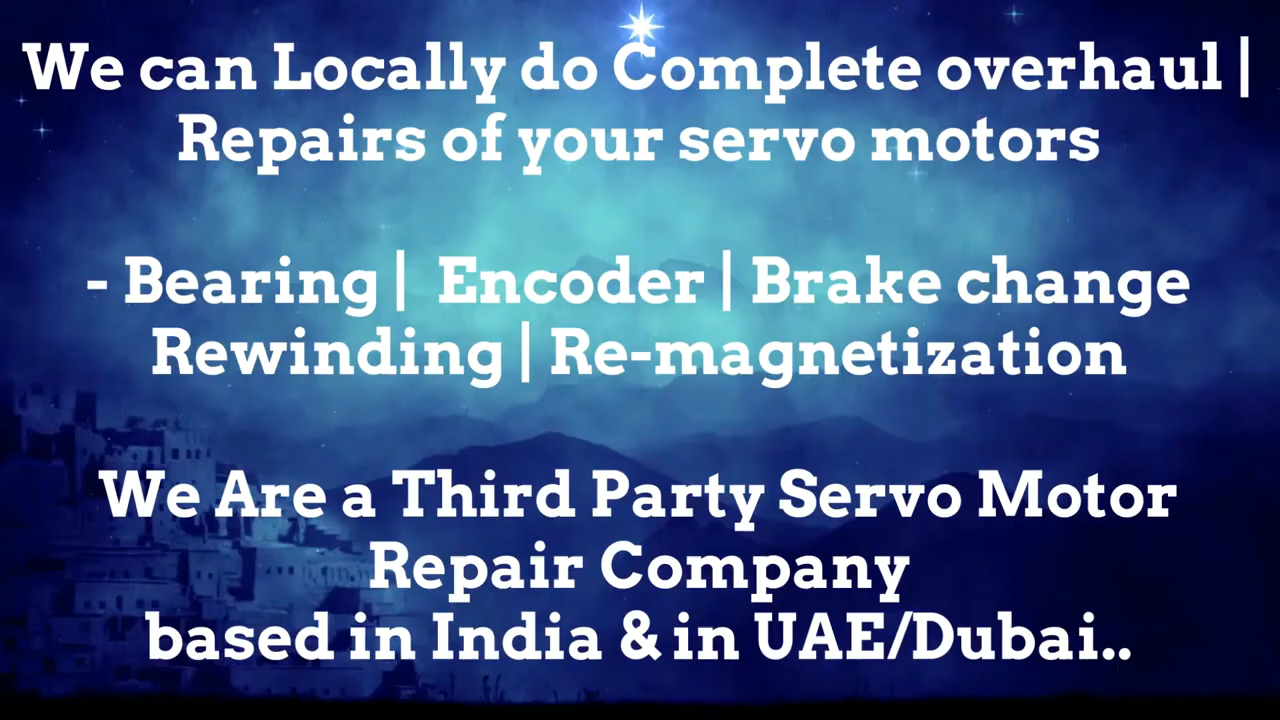 We can Locally do Complete overhaul |
Repairs of your servo motors
- Bearing | Encoder | Brake change
Rewinding | Re-magnetization
We Are a Third Party Servo Motor
Repair Company
based in India & in UAE/Dubai..